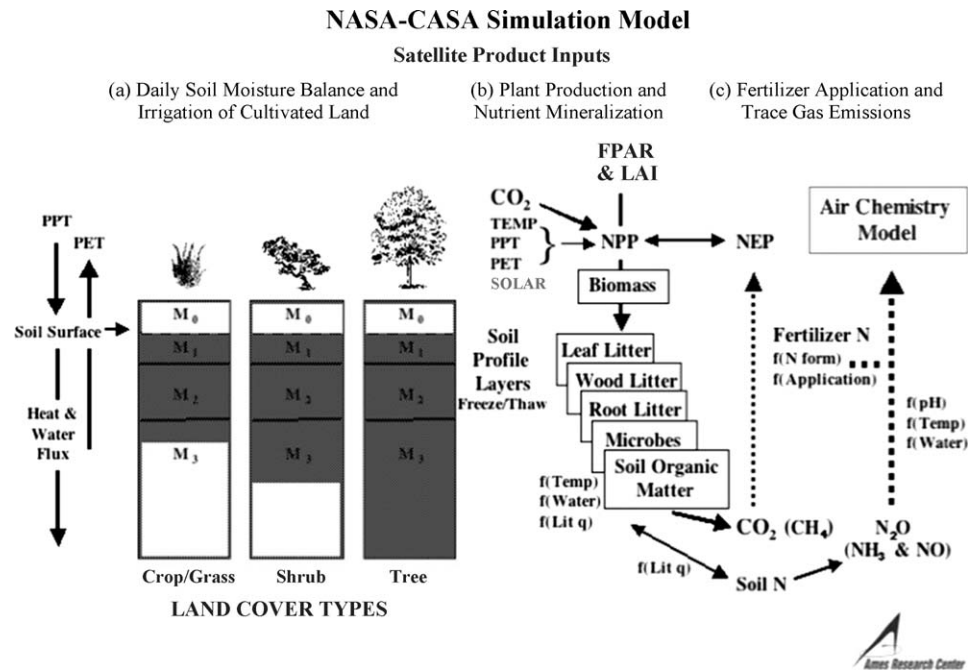 NASA-CASA Simulation Model
Satellite Product Inputs
(a) Daily Soil Moisture Balance and
Irrigation of Cultivated Land
(b) Plant Production and
Nutrient Mineralization
(c) Fertilizer Application and
Trace Gas Emissions
PPT
PET
Soil Surface
Heat &
Water
Flux
M₀ M₀ M₀
M₁ M₁ M₁
M₂ M₂ M₂
M₃ M₃ M₃
Crop/Grass Shrub Tree
LAND COVER TYPES
FPAR
& LAI
CO₂
TEMP
PPT
PET
SOLAR
NPP
NEP
Biomass
Soil
Profile
Layers
Freeze/Thaw
Leaf Litter
Wood Litter
Root Litter
Microbes
Soil Organic
Matter
f(Temp)
f(Water)
f(Lit q)
f(Lit q)
CO₂ (CH₄)
Soil N
Air Chemistry
Model
Fertilizer N
f(N form)
f(Application)
f(pH)
f(Temp)
f(Water)
N₂O
(NH₃ & NO)
Ames Research Center